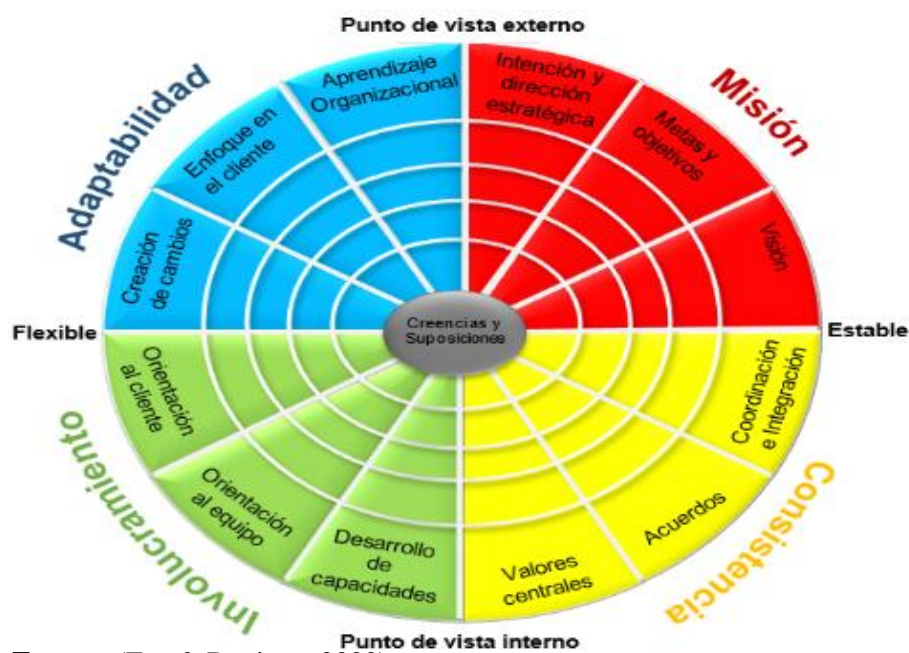 Punto de vista externo
Adaptabilidad
Misión
Aprendizaje
Organizacional
Intención y
dirección
estratégica
Enfoque en
el cliente
Metas y
objetivos
Creación
de cambios
Visión
Flexible
Creencias y
Suposiciones
Estable
Orientación
al cliente
Coordinación
e Integración
Orientación
al equipo
Acuerdos
Desarrollo
de
capacidades
Valores
centrales
Involucramiento
Consistencia
Punto de vista interno